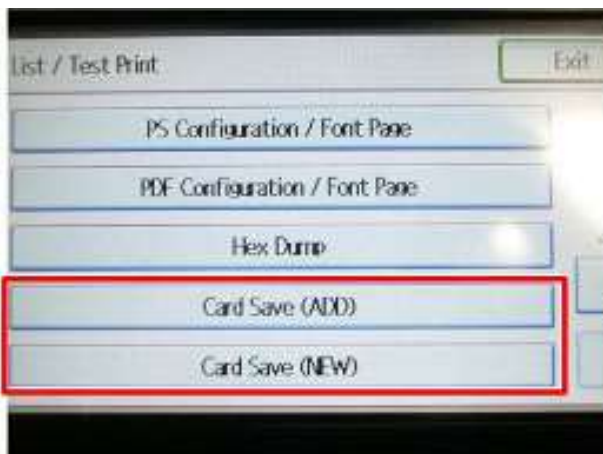 List / Test Print
Exit
PS Configuration / Font Page
PDF Configuration / Font Page
Hex Dump
Card Save (ADD)
Card Save (NEW)